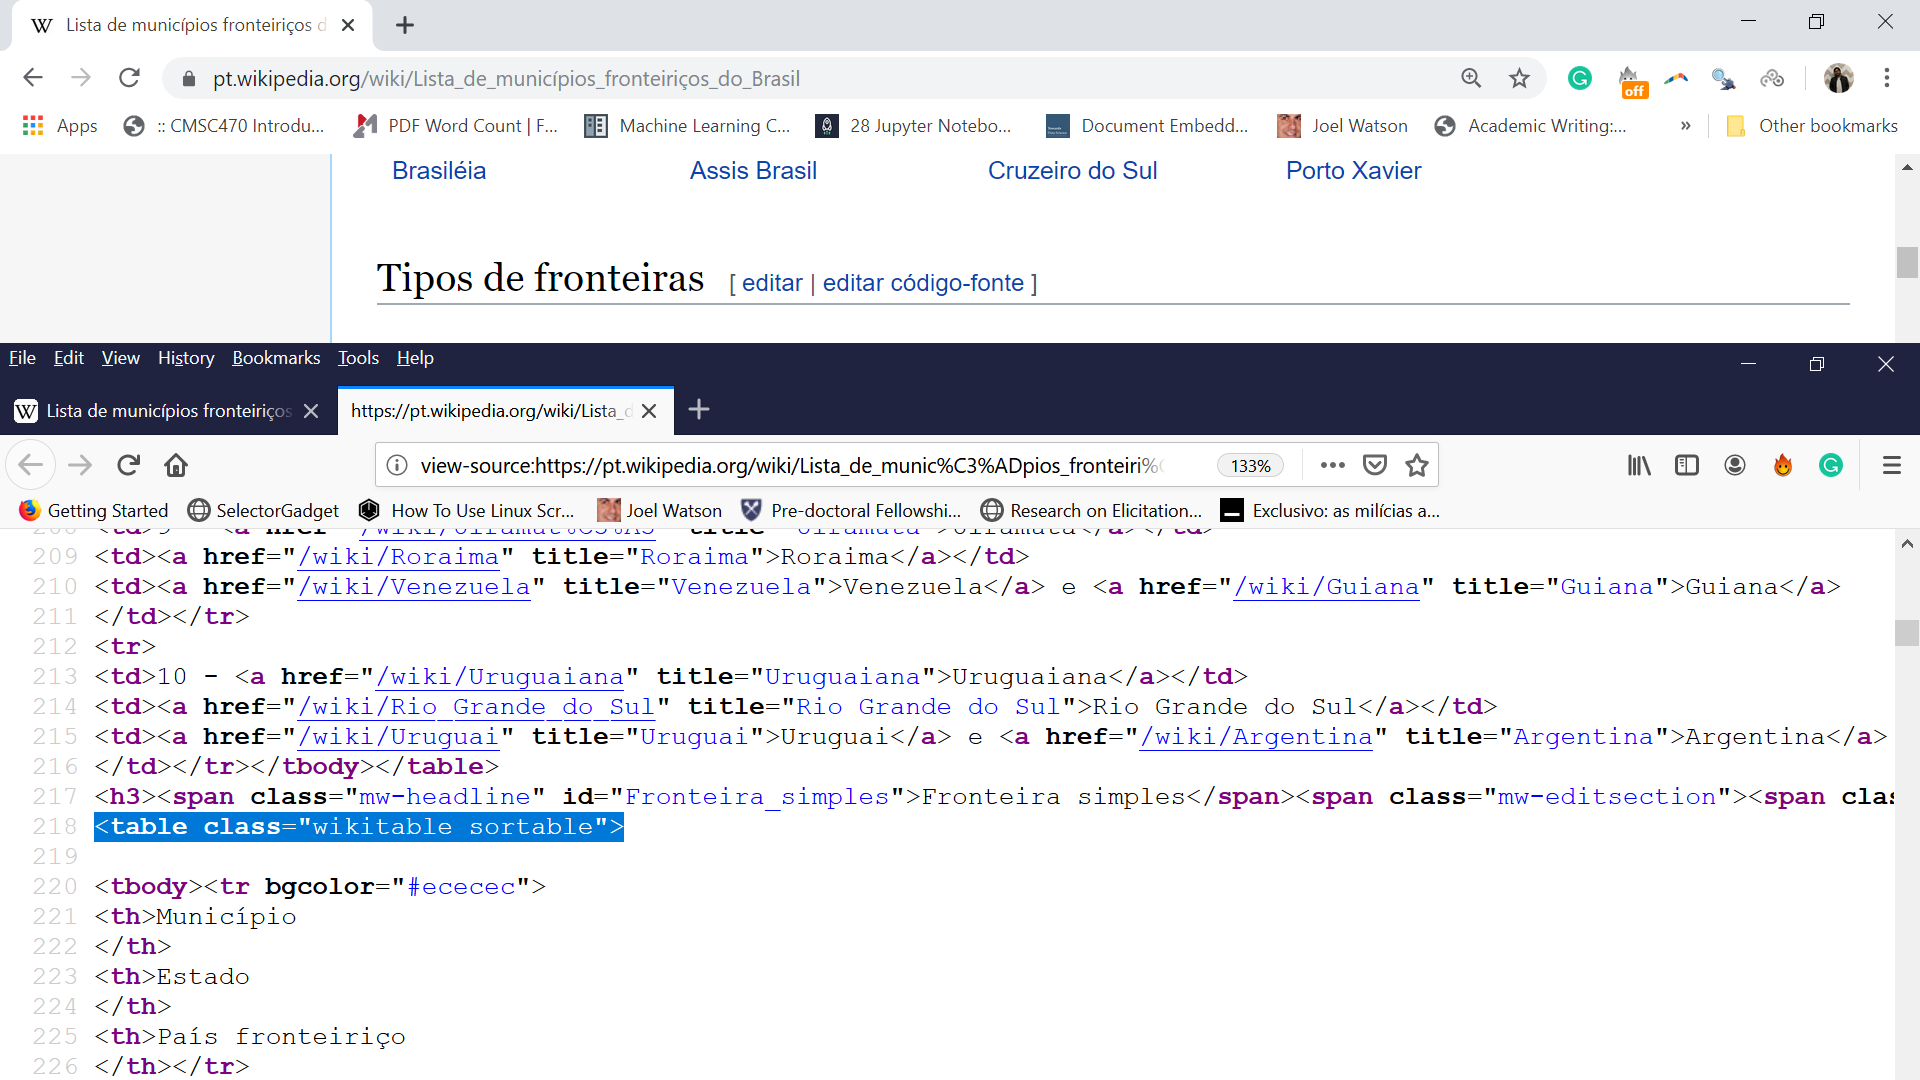 Lista de municípios fronteiriços d
pt.wikipedia.org/wiki/Lista_de_municípios_fronteiriços_do_Brasil
off
Apps :: CMSC470 Introdu... PDF Word Count | F... Machine Learning C... 28 Jupyter Notebo... Document Embedd... Joel Watson Academic Writing:... » Other bookmarks
Brasiléia Assis Brasil Cruzeiro do Sul Porto Xavier
Tipos de fronteiras [ editar | editar código-fonte ]
File Edit View History Bookmarks Tools Help
Lista de municípios fronteiriços https://pt.wikipedia.org/wiki/Lista_d
view-source:https://pt.wikipedia.org/wiki/Lista_de_munic%C3%ADpios_fronteiri% 133%
Getting Started SelectorGadget How To Use Linux Scr... Joel Watson Pre-doctoral Fellowshi... Research on Elicitation... Exclusivo: as milícias a...
209 <td><a href="/wiki/Roraima" title="Roraima">Roraima</a></td>
210 <td><a href="/wiki/Venezuela" title="Venezuela">Venezuela</a> e <a href="/wiki/Guiana" title="Guiana">Guiana</a>
211 </td></tr>
212 <tr>
213 <td>10 - <a href="/wiki/Uruguaiana" title="Uruguaiana">Uruguaiana</a></td>
214 <td><a href="/wiki/Rio_Grande_do_Sul" title="Rio Grande do Sul">Rio Grande do Sul</a></td>
215 <td><a href="/wiki/Uruguai" title="Uruguai">Uruguai</a> e <a href="/wiki/Argentina" title="Argentina">Argentina</a>
216 </td></tr></tbody></table>
217 <h3><span class="mw-headline" id="Fronteira_simples">Fronteira simples</span><span class="mw-editsection"><span clas
218 <table class="wikitable sortable">
219
220 <tbody><tr bgcolor="#ececec">
221 <th>Município
222 </th>
223 <th>Estado
224 </th>
225 <th>País fronteiriço
226 </th></tr>